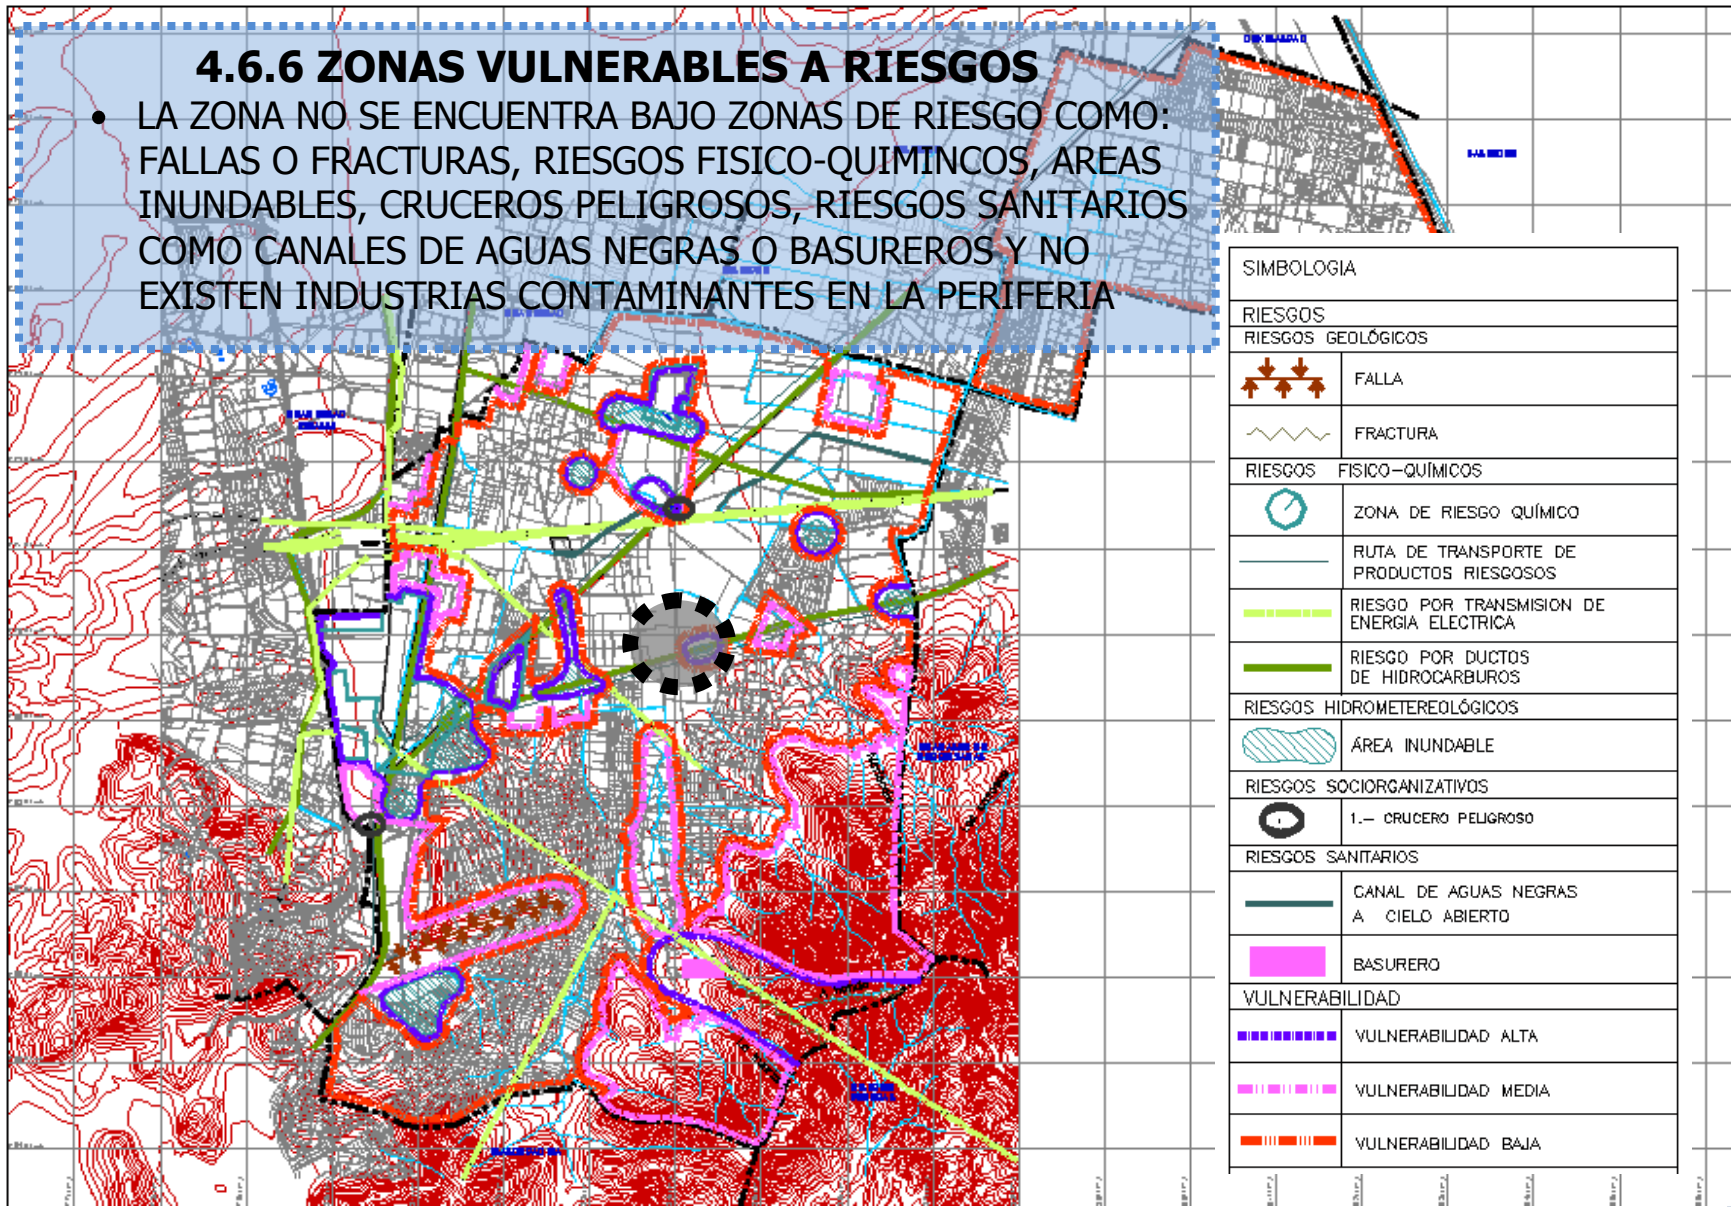 4.6.6 ZONAS VULNERABLES A RIESGOS
• LA ZONA NO SE ENCUENTRA BAJO ZONAS DE RIESGO COMO:
FALLAS O FRACTURAS, RIESGOS FISICO-QUIMINCOS, AREAS
INUNDABLES, CRUCEROS PELIGROSOS, RIESGOS SANITARIOS
COMO CANALES DE AGUAS NEGRAS O BASUREROS Y NO
EXISTEN INDUSTRIAS CONTAMINANTES EN LA PERIFERIA
SIMBOLOGIA
RIESGOS
RIESGOS GEOLÓGICOS
FALLA
FRACTURA
RIESGOS FISICO-QUÍMICOS
ZONA DE RIESGO QUÍMICO
RUTA DE TRANSPORTE DE
PRODUCTOS RIESGOSOS
RIESGO POR TRANSMISION DE
ENERGIA ELECTRICA
RIESGO POR DUCTOS
DE HIDROCARBUROS
RIESGOS HIDROMETEREOLÓGICOS
ÁREA INUNDABLE
RIESGOS SOCIORGANIZATIVOS
1.- CRUCERO PELIGROSO
RIESGOS SANITARIOS
CANAL DE AGUAS NEGRAS
A CIELO ABIERTO
BASURERO
VULNERABILIDAD
VULNERABILIDAD ALTA
VULNERABILIDAD MEDIA
VULNERABILIDAD BAJA